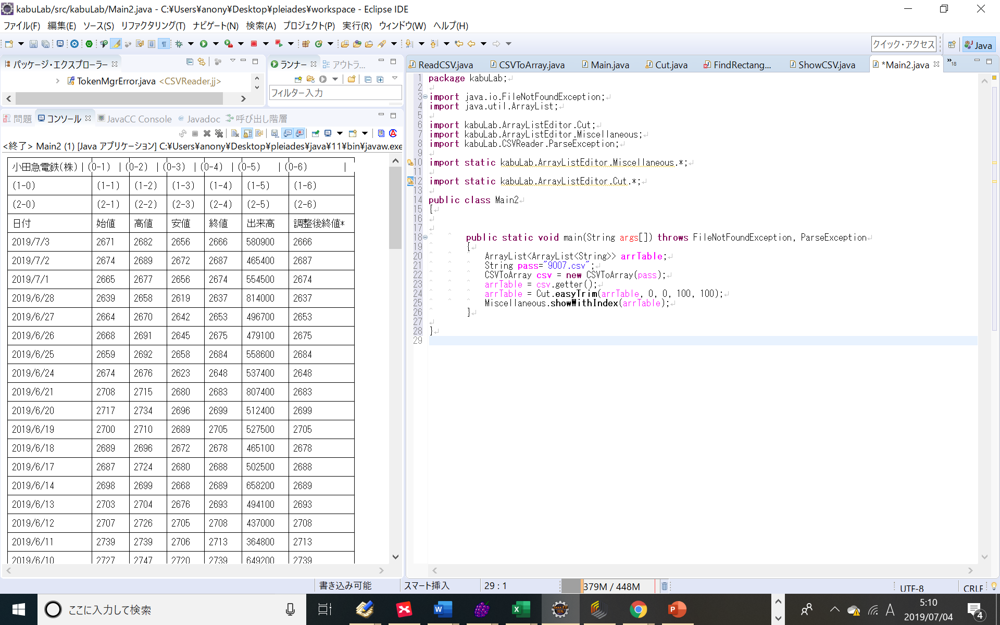 kabuLab/src/kabuLab/Main2.java - C:¥Users¥anony¥Desktop¥pleiades¥workspace - Eclipse IDE
ファイル(F) 編集(E) ソース(S) リファクタリング(T) ナビゲート(N) 検索(A) プロジェクト(P) 実行(R) ウィンドウ(W) ヘルプ(H)
クイック・アクセス
Java
パッケージ・エクスプローラー
TokenMgrError.java <CSVReader.jj>
ランナー アウトラ...
フィルター入力
問題 コンソール JavaCC Console @ Javadoc 呼び出し階層
<終了> Main2 (1) [Java アプリケーション] C:¥Users¥anony¥Desktop¥pleiades¥java¥11¥bin¥javaw.exe
小田急電鉄(株) | (0-1) | (0-2) | (0-3) | (0-4) | (0-5) | (0-6) |
(1-0) (1-1) (1-2) (1-3) (1-4) (1-5) (1-6)
(2-0) (2-1) (2-2) (2-3) (2-4) (2-5) (2-6)
日付 始値 高値 安値 終値 出来高 調整後終値*
2019/7/3 2671 2682 2656 2666 580900 2666
2019/7/2 2674 2689 2672 2687 465400 2687
2019/7/1 2665 2677 2656 2674 554500 2674
2019/6/28 2639 2658 2619 2637 814000 2637
2019/6/27 2664 2670 2642 2653 496700 2653
2019/6/26 2668 2691 2645 2675 479100 2675
2019/6/25 2659 2692 2658 2684 558600 2684
2019/6/24 2674 2676 2623 2648 537400 2648
2019/6/21 2708 2715 2680 2683 807400 2683
2019/6/20 2717 2734 2696 2699 512400 2699
2019/6/19 2700 2710 2689 2705 527500 2705
2019/6/18 2689 2696 2672 2678 465100 2678
2019/6/17 2687 2724 2680 2688 502500 2688
2019/6/14 2698 2699 2668 2689 658200 2689
2019/6/13 2703 2704 2676 2693 494100 2693
2019/6/12 2707 2726 2705 2708 437000 2708
2019/6/11 2739 2739 2706 2713 364800 2713
2019/6/10 2727 2747 2720 2739 649200 2739
ReadCSV.java CSVToArray.java Main.java Cut.java FindRectang... ShowCSV.java *Main2.java »18
1 package kabuLab;
2
3 import java.io.FileNotFoundException;
4 import java.util.ArrayList;
5
6 import kabuLab.ArrayListEditor.Cut;
7 import kabuLab.ArrayListEditor.Miscellaneous;
8 import kabuLab.CSVReader.ParseException;
9
10 import static kabuLab.ArrayListEditor.Miscellaneous.*;
11
12 import static kabuLab.ArrayListEditor.Cut.*;
13
14 public class Main2
15 {
16
17
18 public static void main(String args[]) throws FileNotFoundException, ParseException
19 {
20 ArrayList<ArrayList<String>> arrTable;
21 String pass="9007.csv";
22 CSVToArray csv = new CSVToArray(pass);
23 arrTable = csv.getter();
24 arrTable = Cut.easyTrim(arrTable, 0, 0, 100, 100);
25 Miscellaneous.showWithIndex(arrTable);
26 }
27
28 }
29
書き込み可能 スマート挿入 29 : 1 379M / 448M UTF-8 CRLF
ここに入力して検索
A
5:10
2019/07/04
4